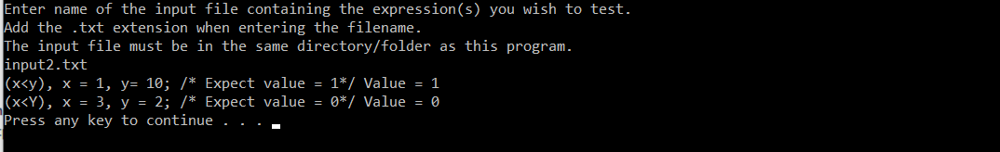 Enter name of the input file containing the expression(s) you wish to test.
Add the .txt extension when entering the filename.
The input file must be in the same directory/folder as this program.
input2.txt
(x<y), x = 1, y= 10; /* Expect value = 1*/ Value = 1
(x<Y), x = 3, y = 2; /* Expect value = 0*/ Value = 0
Press any key to continue . . .